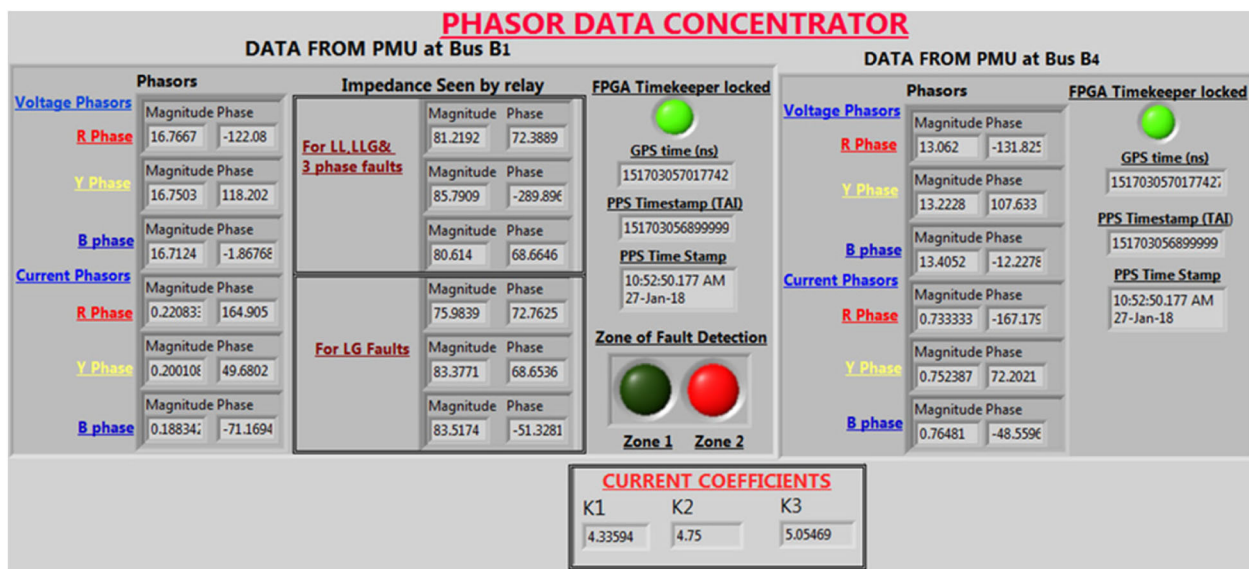 PHASOR DATA CONCENTRATOR
DATA FROM PMU at Bus B1
Phasors
Voltage Phasors
R Phase
Magnitude Phase
16.7667 -122.08
Y Phase
Magnitude Phase
16.7503 118.202
B phase
Magnitude Phase
16.7124 -1.86768
Current Phasors
R Phase
Magnitude Phase
0.220833 164.905
Y Phase
Magnitude Phase
0.200108 49.6802
B phase
Magnitude Phase
0.188342 -71.1694
Impedance Seen by relay
For LL,LLG&
3 phase faults
Magnitude Phase
81.2192 72.3889
Magnitude Phase
85.7909 -289.896
Magnitude Phase
80.614 68.6646
For LG Faults
Magnitude Phase
75.9839 72.7625
Magnitude Phase
83.3771 68.6536
Magnitude Phase
83.5174 -51.3281
FPGA Timekeeper locked
GPS time (ns)
151703057017742
PPS Timestamp (TAI)
151703056899999
PPS Time Stamp
10:52:50.177 AM
27-Jan-18
Zone of Fault Detection
Zone 1 Zone 2
DATA FROM PMU at Bus B4
Phasors
Voltage Phasors
R Phase
Magnitude Phase
13.062 -131.825
Y Phase
Magnitude Phase
13.2228 107.633
B phase
Magnitude Phase
13.4052 -12.2278
Current Phasors
R Phase
Magnitude Phase
0.733333 -167.179
Y Phase
Magnitude Phase
0.752387 72.2021
B phase
Magnitude Phase
0.76481 -48.5596
FPGA Timekeeper locked
GPS time (ns)
1517030570177427
PPS Timestamp (TAI)
151703056899999
PPS Time Stamp
10:52:50.177 AM
27-Jan-18
CURRENT COEFFICIENTS
K1 K2 K3
4.33594 4.75 5.05469